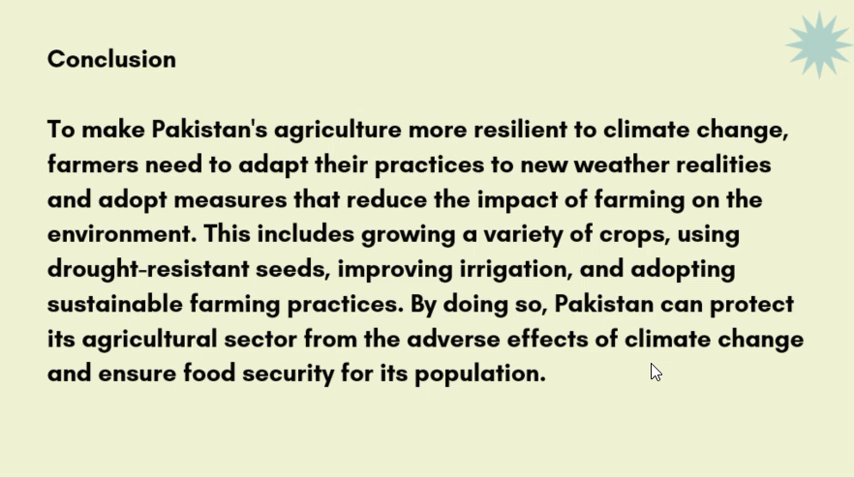 Conclusion
To make Pakistan's agriculture more resilient to climate change,
farmers need to adapt their practices to new weather realities
and adopt measures that reduce the impact of farming on the
environment. This includes growing a variety of crops, using
drought-resistant seeds, improving irrigation, and adopting
sustainable farming practices. By doing so, Pakistan can protect
its agricultural sector from the adverse effects of climate change
and ensure food security for its population.